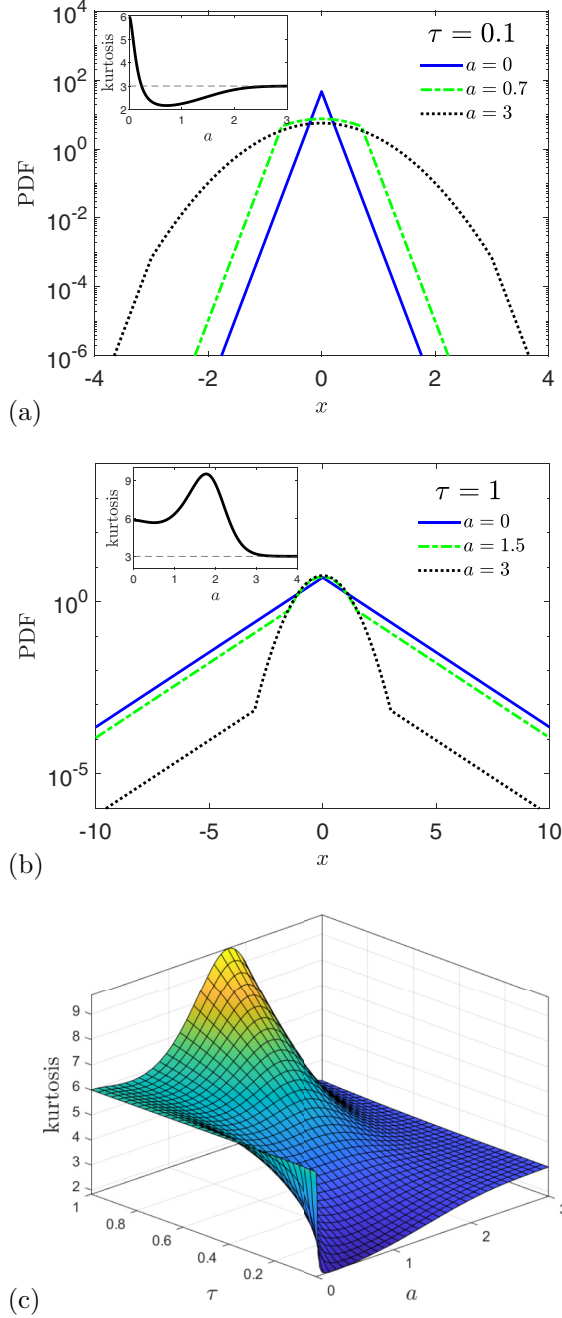 kurtosis
6
5
4
3
2
0
1
2
3
a
τ = 0.1
a = 0
a = 0.7
a = 3
PDF
10^4
10^2
10^0
10^-2
10^-4
10^-6
-4
-2
0
2
4
x
(a)
kurtosis
9
6
3
0
1
2
3
4
a
τ = 1
a = 0
a = 1.5
a = 3
PDF
10^0
10^-5
-10
-5
0
5
10
x
(b)
kurtosis
9
8
7
6
5
4
3
2
1
0.8
0.6
0.4
0.2
τ
0
1
2
3
a
(c)